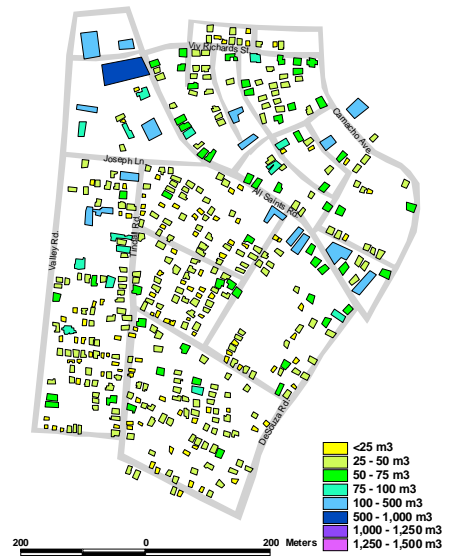 Viv Richards St.
Camacho Ave.
Joseph Ln
All Saints Rd.
Valley Rd.
Tindall Rd.
DeSouza Rd.
<25 m3
25 - 50 m3
50 - 75 m3
75 - 100 m3
100 - 500 m3
500 - 1,000 m3
1,000 - 1,250 m3
1,250 - 1,500 m3
200 0 200 Meters